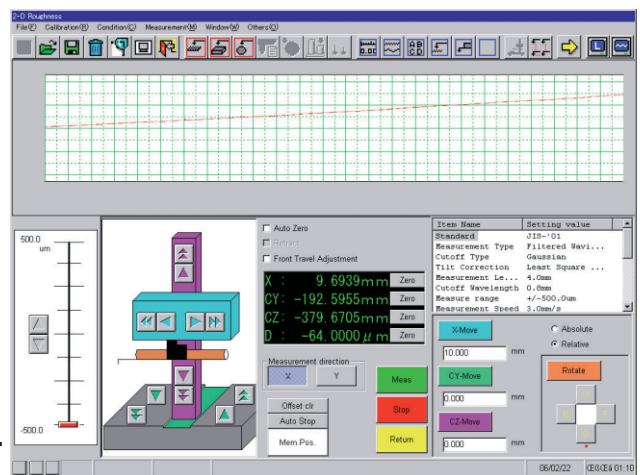 2-D Roughness
File(F) Calibration(R) Condition(C) Measurement(M) Window(W) Others(O)
500.0
um
-500.0
Auto Zero
Retract
Front Travel Adjustment
X : 9.6939mm Zero
CY: -192.5955mm Zero
CZ: -379.6705mm Zero
D : -64.0000μm Zero
Measurement direction
X Y
Offset clr
Auto Stop
Mem.Pos.
Meas
Stop
Return
Item Name Setting value
Standard JIS-'01
Measurement Type Filtered Wavi...
Cutoff Type Gaussian
Tilt Correction Least Square ...
Measurement Le... 4.0mm
Cutoff Wavelength 0.8mm
Measure range +/-500.0um
Measurement Speed 3.0mm/s
X-Move
10.000 mm
CY-Move
0.000 mm
CZ-Move
0.000 mm
Absolute
Relative
Rotate
06/02/22
01:10